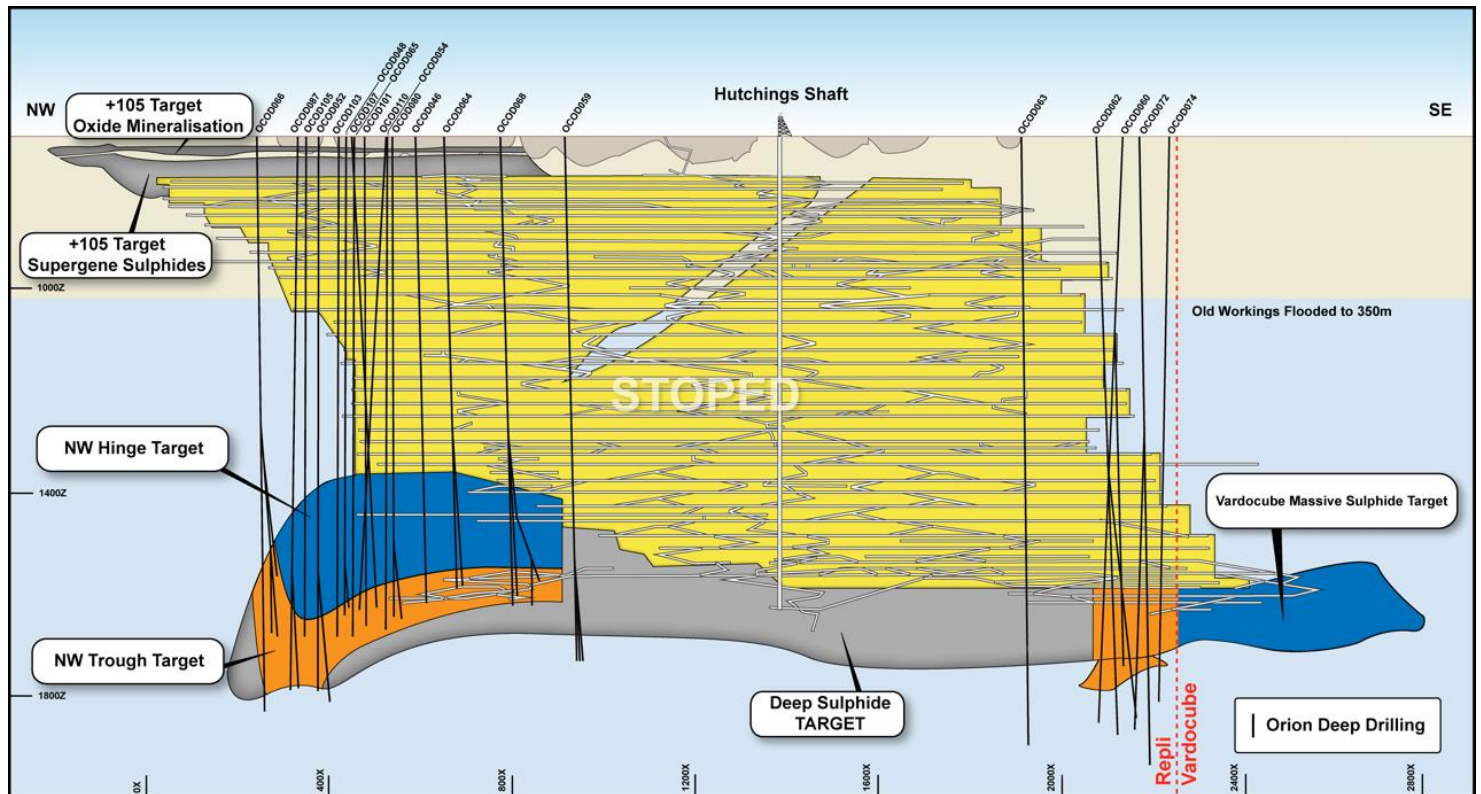 NW
+105 Target
Oxide Mineralisation
OCOD066
OCOD087
OCOD105
OCOD052
OCOD103
OCOD048
OCOD107
OCOD065
OCOD101
OCOD110
OCOD080
OCOD054
OCOD046
OCOD064
OCOD068
OCOD059
Hutchings Shaft
OCOD063
OCOD062
OCOD060
OCOD072
OCOD074
SE
+105 Target
Supergene Sulphides
1000Z
Old Workings Flooded to 350m
STOPED
NW Hinge Target
1400Z
Vardocube Massive Sulphide Target
NW Trough Target
1800Z
Deep Sulphide
TARGET
Repli
Vardocube
Orion Deep Drilling
0X
400X
800X
1200X
1600X
2000X
2400X
2800X